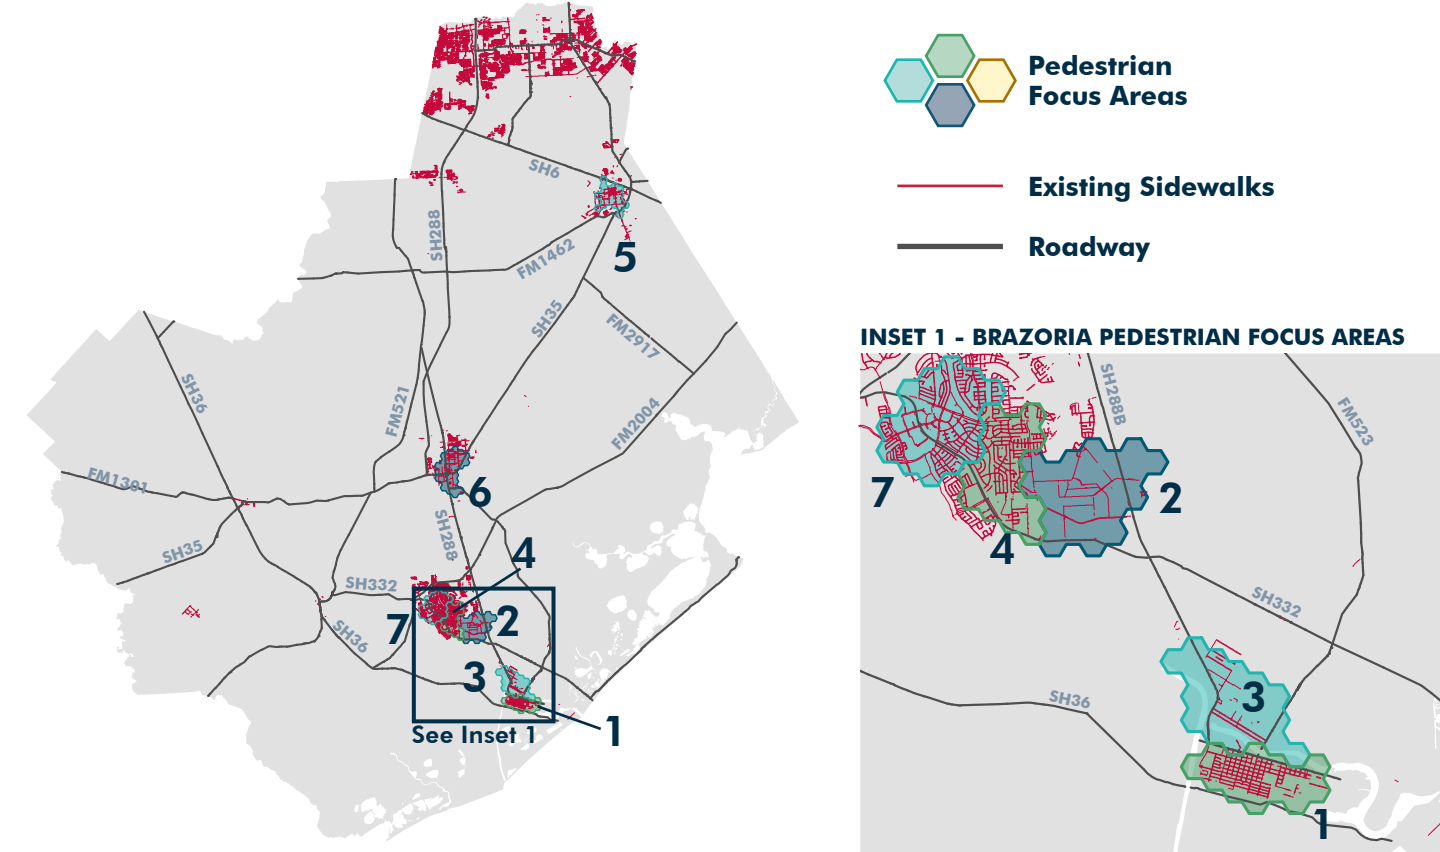 Pedestrian
Focus Areas
Existing Sidewalks
Roadway
SH6
SH288
FM1462
5
SH35
FM2917
SH36
FM521
FM2004
FM1301
6
SH288
SH35
4
SH332
7
2
SH36
3
1
See Inset 1
INSET 1 - BRAZORIA PEDESTRIAN FOCUS AREAS
SH288B
FM523
7
2
4
SH332
3
SH36
1